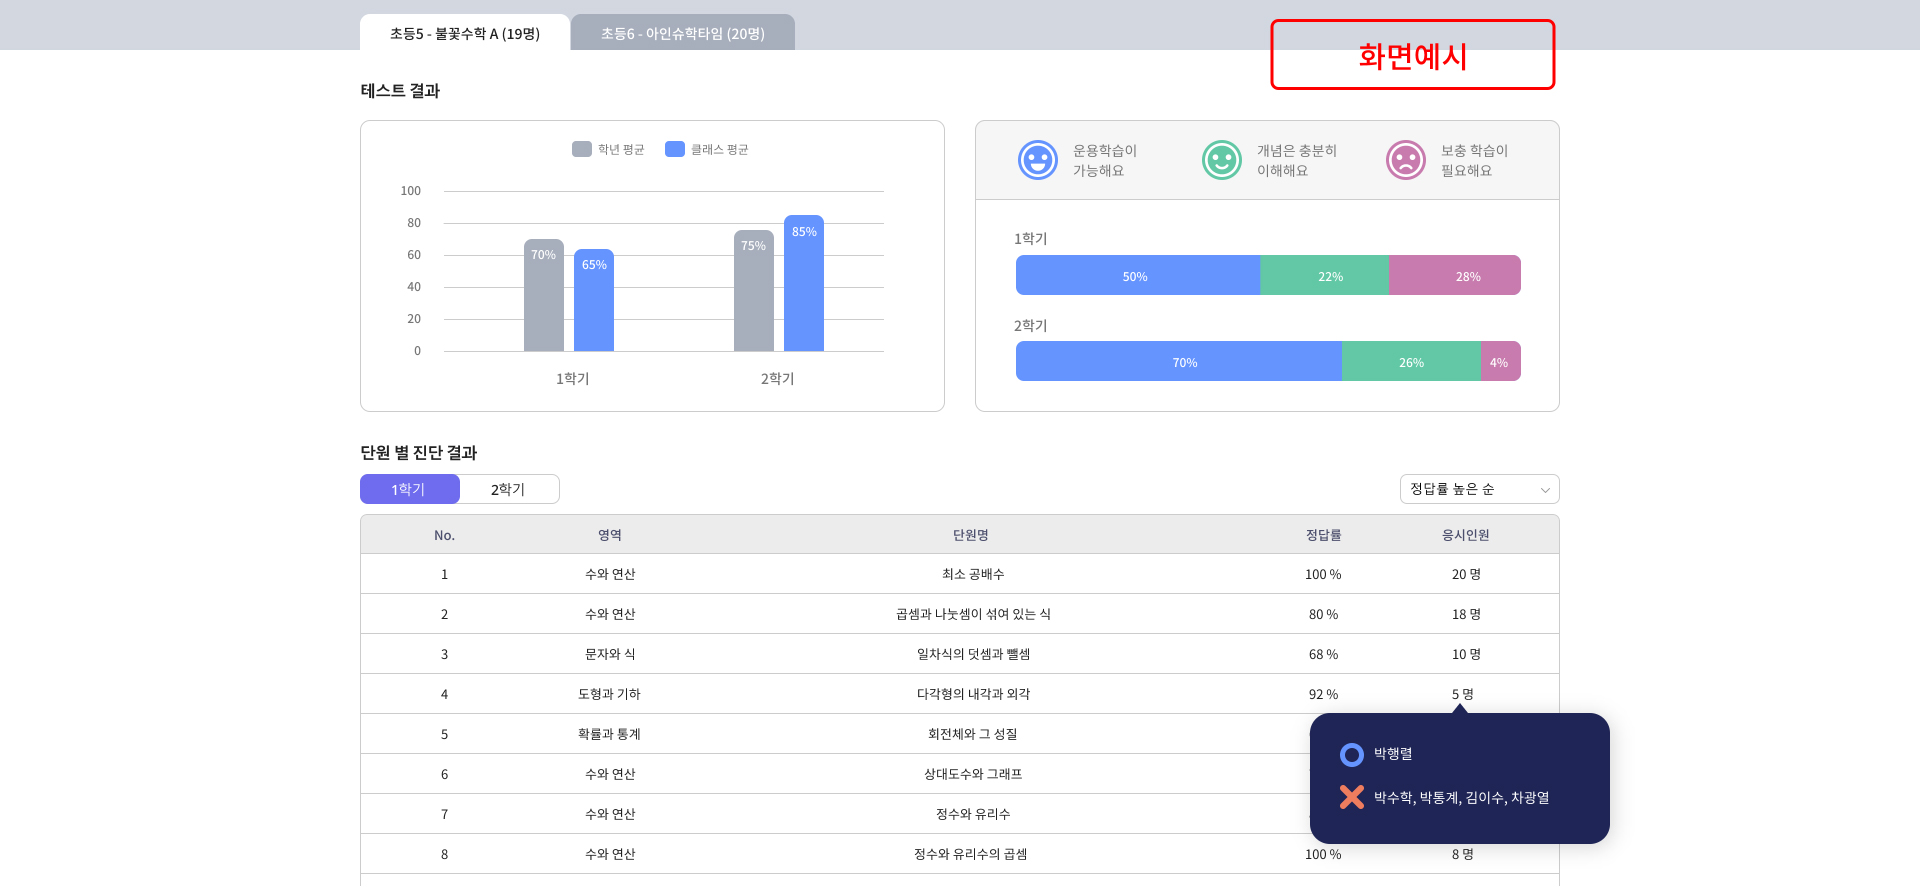 초등5 - 불꽃수학 A (19명)
초등6 - 아인슈학타임 (20명)
화면예시
테스트 결과
학년 평균
클래스 평균
100
80
60
40
20
0
70%
65%
75%
85%
1학기
2학기
운용학습이
가능해요
개념은 충분히
이해해요
보충 학습이
필요해요
1학기
50%
22%
28%
2학기
70%
26%
4%
단원 별 진단 결과
1학기
2학기
정답률 높은 순
No. 영역 단원명 정답률 응시인원
1 수와 연산 최소 공배수 100 % 20 명
2 수와 연산 곱셈과 나눗셈이 섞여 있는 식 80 % 18 명
3 문자와 식 일차식의 덧셈과 뺄셈 68 % 10 명
4 도형과 기하 다각형의 내각과 외각 92 % 5 명
5 확률과 통계 회전체와 그 성질
6 수와 연산 상대도수와 그래프
7 수와 연산 정수와 유리수
8 수와 연산 정수와 유리수의 곱셈 100 % 8 명
박행렬
박수학, 박통계, 김이수, 차광열